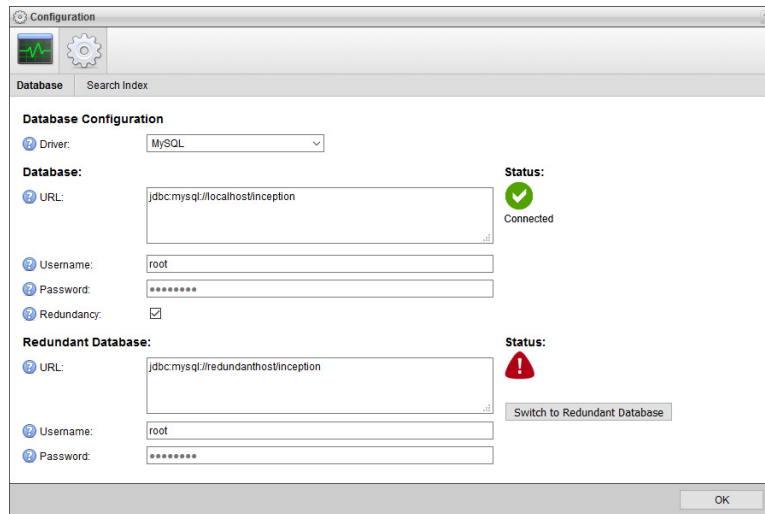 Configuration
Database Search Index
Database Configuration
Driver: MySQL
Database: Status:
URL: jdbc:mysql://localhost/inception
Connected
Username: root
Password: ••••••••
Redundancy:
Redundant Database: Status:
URL: jdbc:mysql://redundanthost/inception
Switch to Redundant Database
Username: root
Password: ••••••••
OK